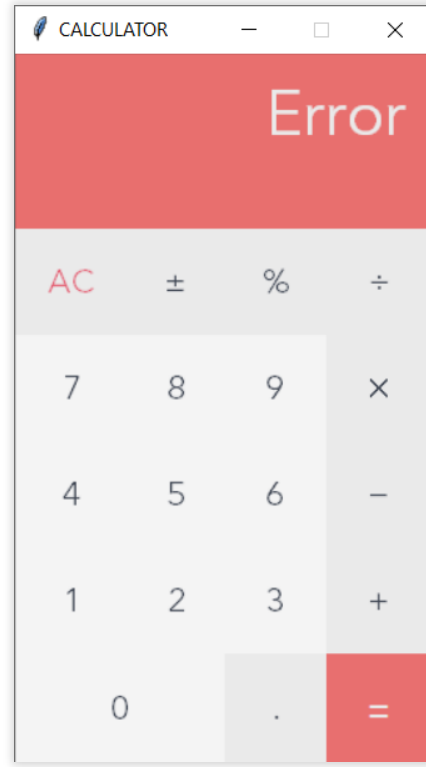 CALCULATOR
Error
AC ± % ÷
7 8 9 ×
4 5 6 −
1 2 3 +
0 . =